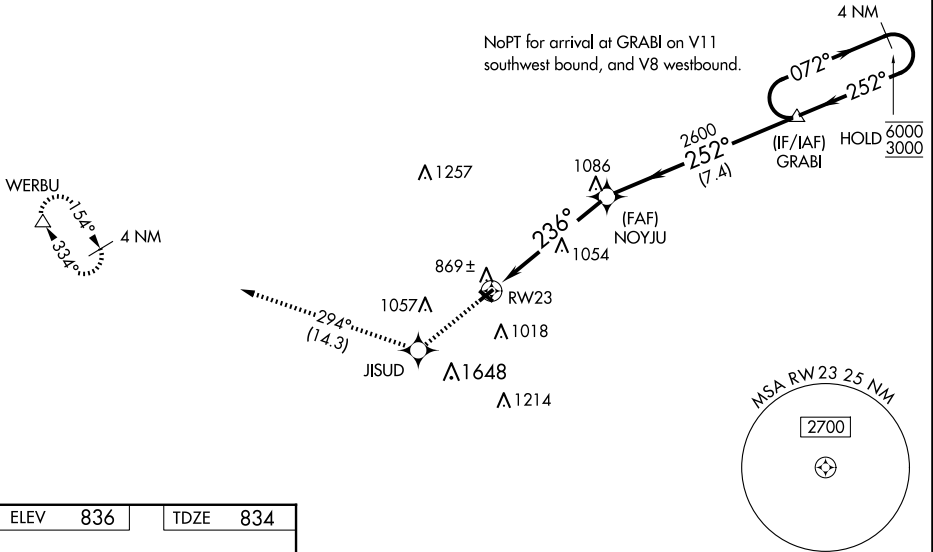 4 NM
NoPT for arrival at GRABI on V11
southwest bound, and V8 westbound.
072°
252°
HOLD 6000
3000
(IF/IAF)
GRABI
2600
252°
(7.4)
1086
1257
WERBU
154°
4 NM
334°
(FAF)
NOYJU
236°
1054
869±
RW23
1057
294°
(14.3)
1018
JISUD
1648
1214
MSA RW 23 25 NM
2700
ELEV 836
TDZE 834